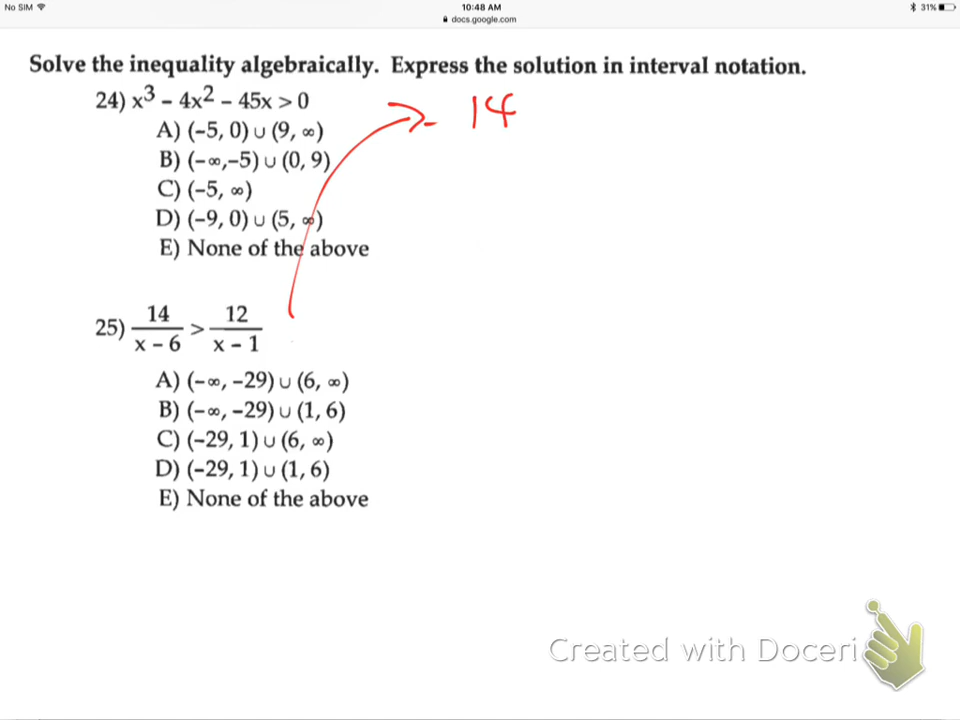 No SIM 10:48 AM 31%
docs.google.com
Solve the inequality algebraically. Express the solution in interval notation.
24) x³ – 4x² – 45x > 0
14
A) (–5, 0) ∪ (9, ∞)
B) (–∞,–5) ∪ (0, 9)
C) (–5, ∞)
D) (–9, 0) ∪ (5, ∞)
E) None of the above
25) 14/(x – 6) > 12/(x – 1)
A) (–∞, –29) ∪ (6, ∞)
B) (–∞, –29) ∪ (1, 6)
C) (–29, 1) ∪ (6, ∞)
D) (–29, 1) ∪ (1, 6)
E) None of the above
Created with Doceri